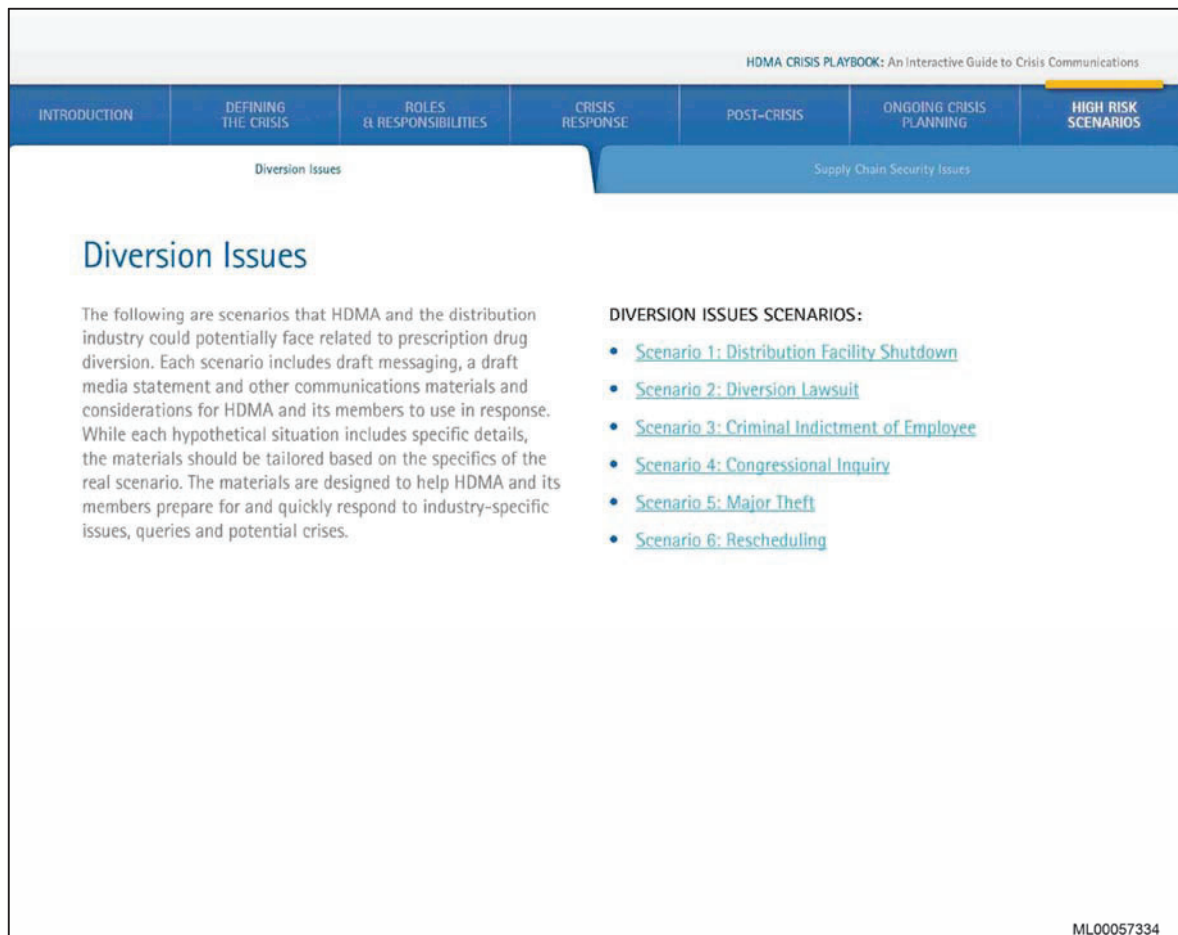 HDMA CRISIS PLAYBOOK: An Interactive Guide to Crisis Communications
INTRODUCTION
DEFINING
THE CRISIS
ROLES
& RESPONSIBILITIES
CRISIS
RESPONSE
POST-CRISIS
ONGOING CRISIS
PLANNING
HIGH RISK
SCENARIOS
Diversion Issues
Supply Chain Security Issues
Diversion Issues
The following are scenarios that HDMA and the distribution
industry could potentially face related to prescription drug
diversion. Each scenario includes draft messaging, a draft
media statement and other communications materials and
considerations for HDMA and its members to use in response.
While each hypothetical situation includes specific details,
the materials should be tailored based on the specifics of the
real scenario. The materials are designed to help HDMA and its
members prepare for and quickly respond to industry-specific
issues, queries and potential crises.
DIVERSION ISSUES SCENARIOS:
• Scenario 1: Distribution Facility Shutdown
• Scenario 2: Diversion Lawsuit
• Scenario 3: Criminal Indictment of Employee
• Scenario 4: Congressional Inquiry
• Scenario 5: Major Theft
• Scenario 6: Rescheduling
ML00057334